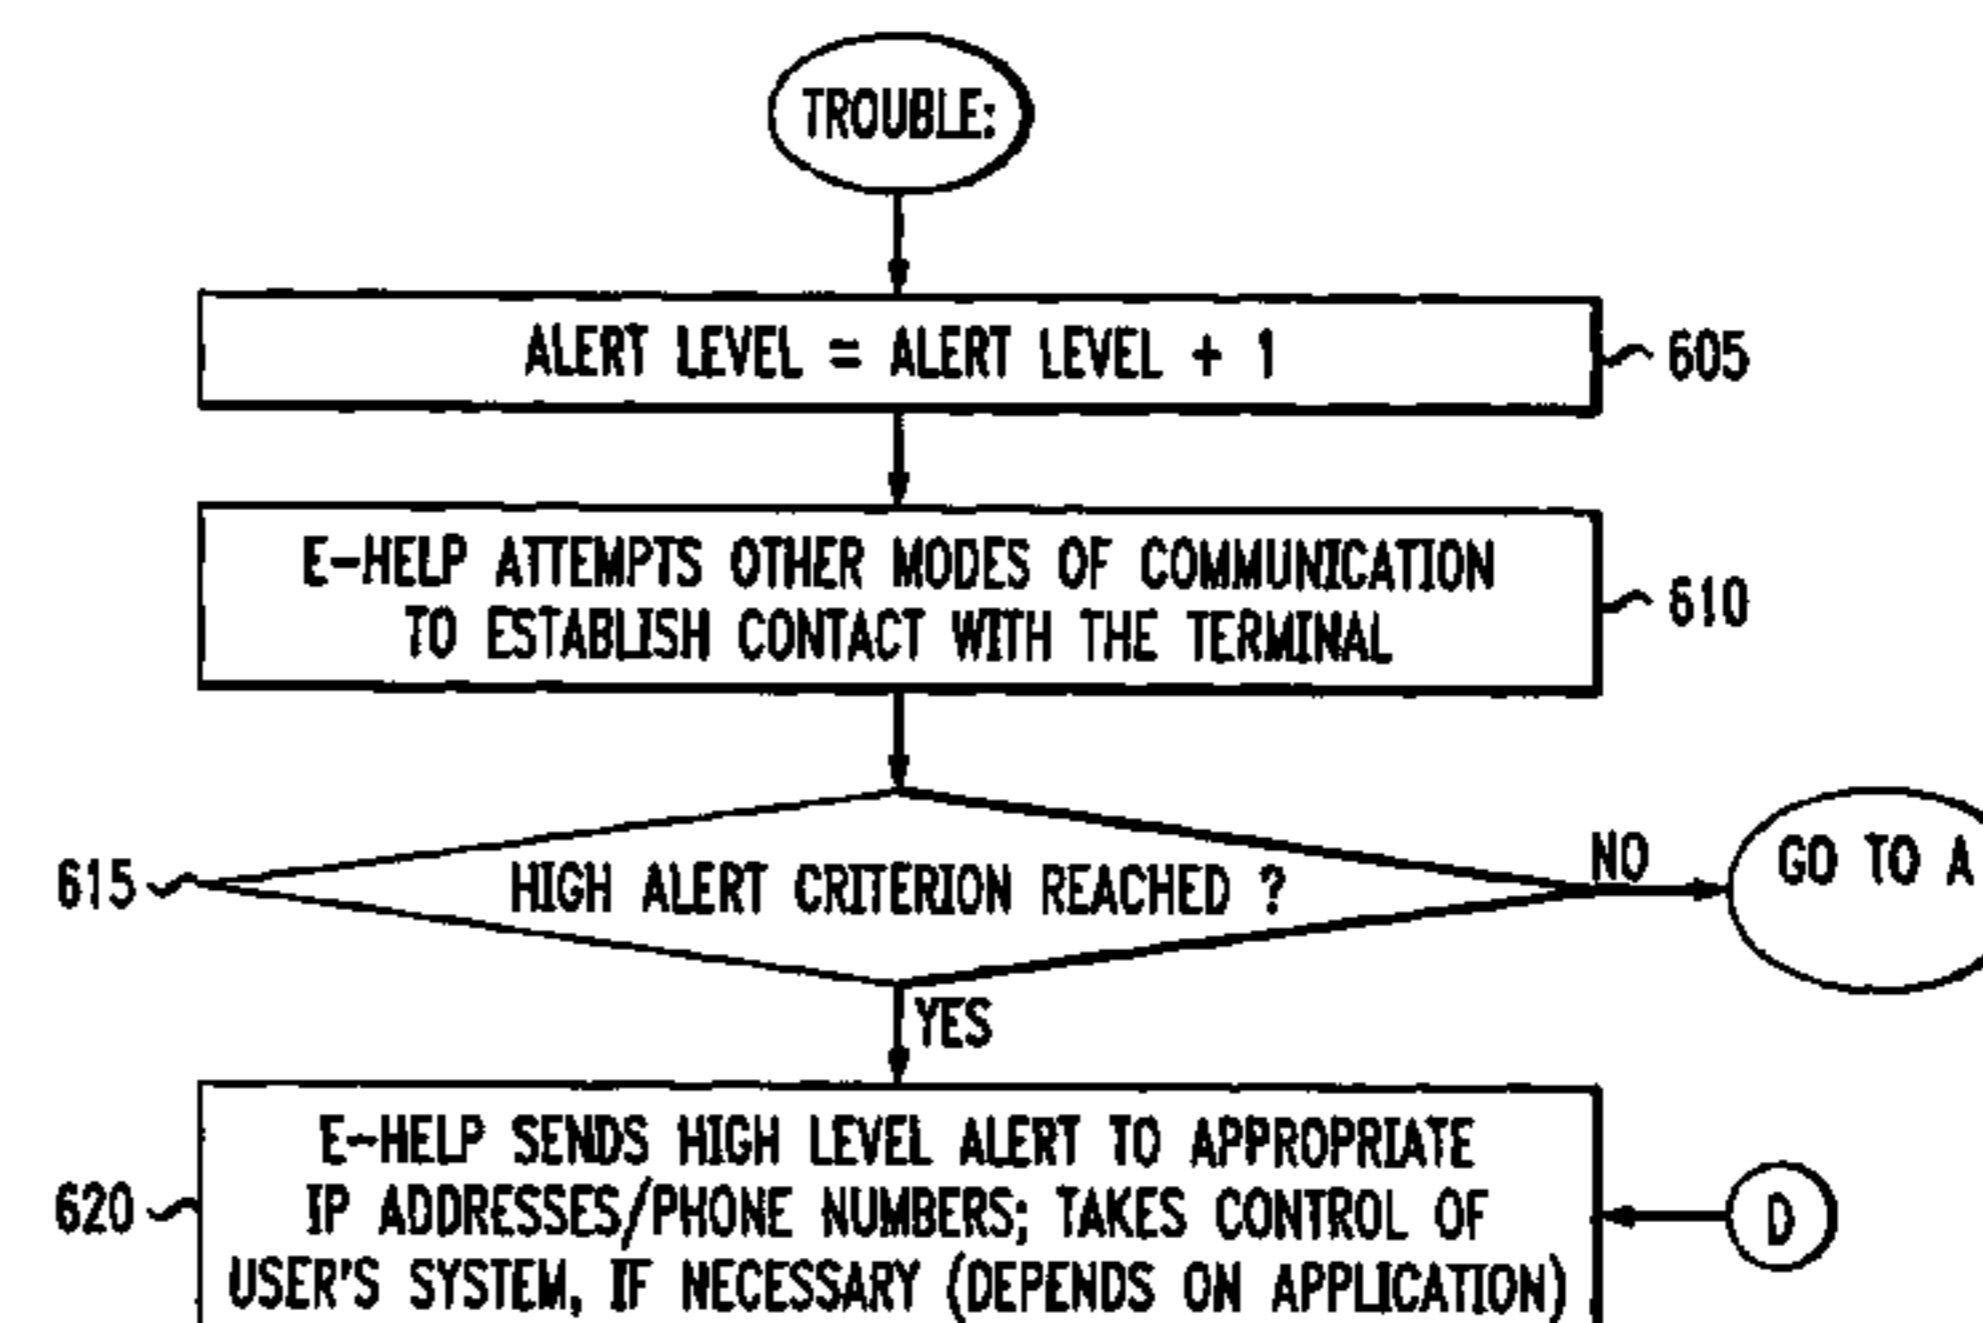 TROUBLE:
ALERT LEVEL = ALERT LEVEL + 1
605
E-HELP ATTEMPTS OTHER MODES OF COMMUNICATION
TO ESTABLISH CONTACT WITH THE TERMINAL
610
615
HIGH ALERT CRITERION REACHED ?
NO
GO TO A
YES
E-HELP SENDS HIGH LEVEL ALERT TO APPROPRIATE
IP ADDRESSES/PHONE NUMBERS; TAKES CONTROL OF
USER'S SYSTEM, IF NECESSARY (DEPENDS ON APPLICATION)
620
D